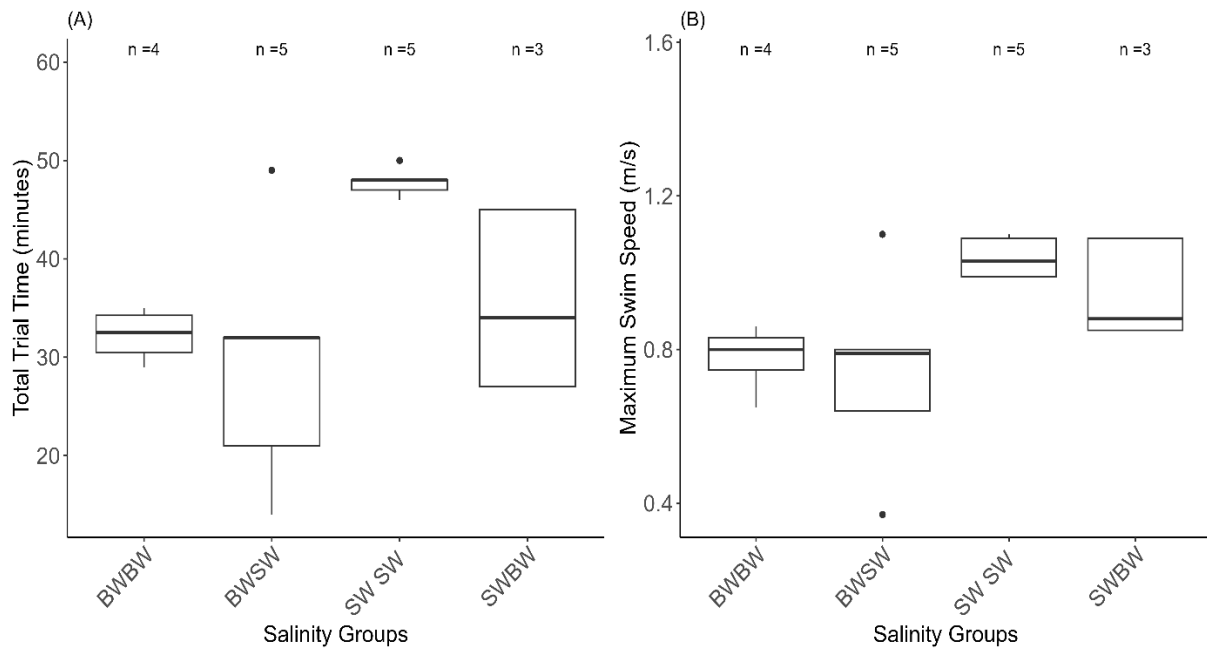 (A)
n =4 n =5 n =5 n =3
60
50
40
30
20
Total Trial Time (minutes)
BWBW BWSW SW SW SWBW
Salinity Groups
(B)
n =4 n =5 n =5 n =3
1.6
1.2
0.8
0.4
Maximum Swim Speed (m/s)
BWBW BWSW SW SW SWBW
Salinity Groups